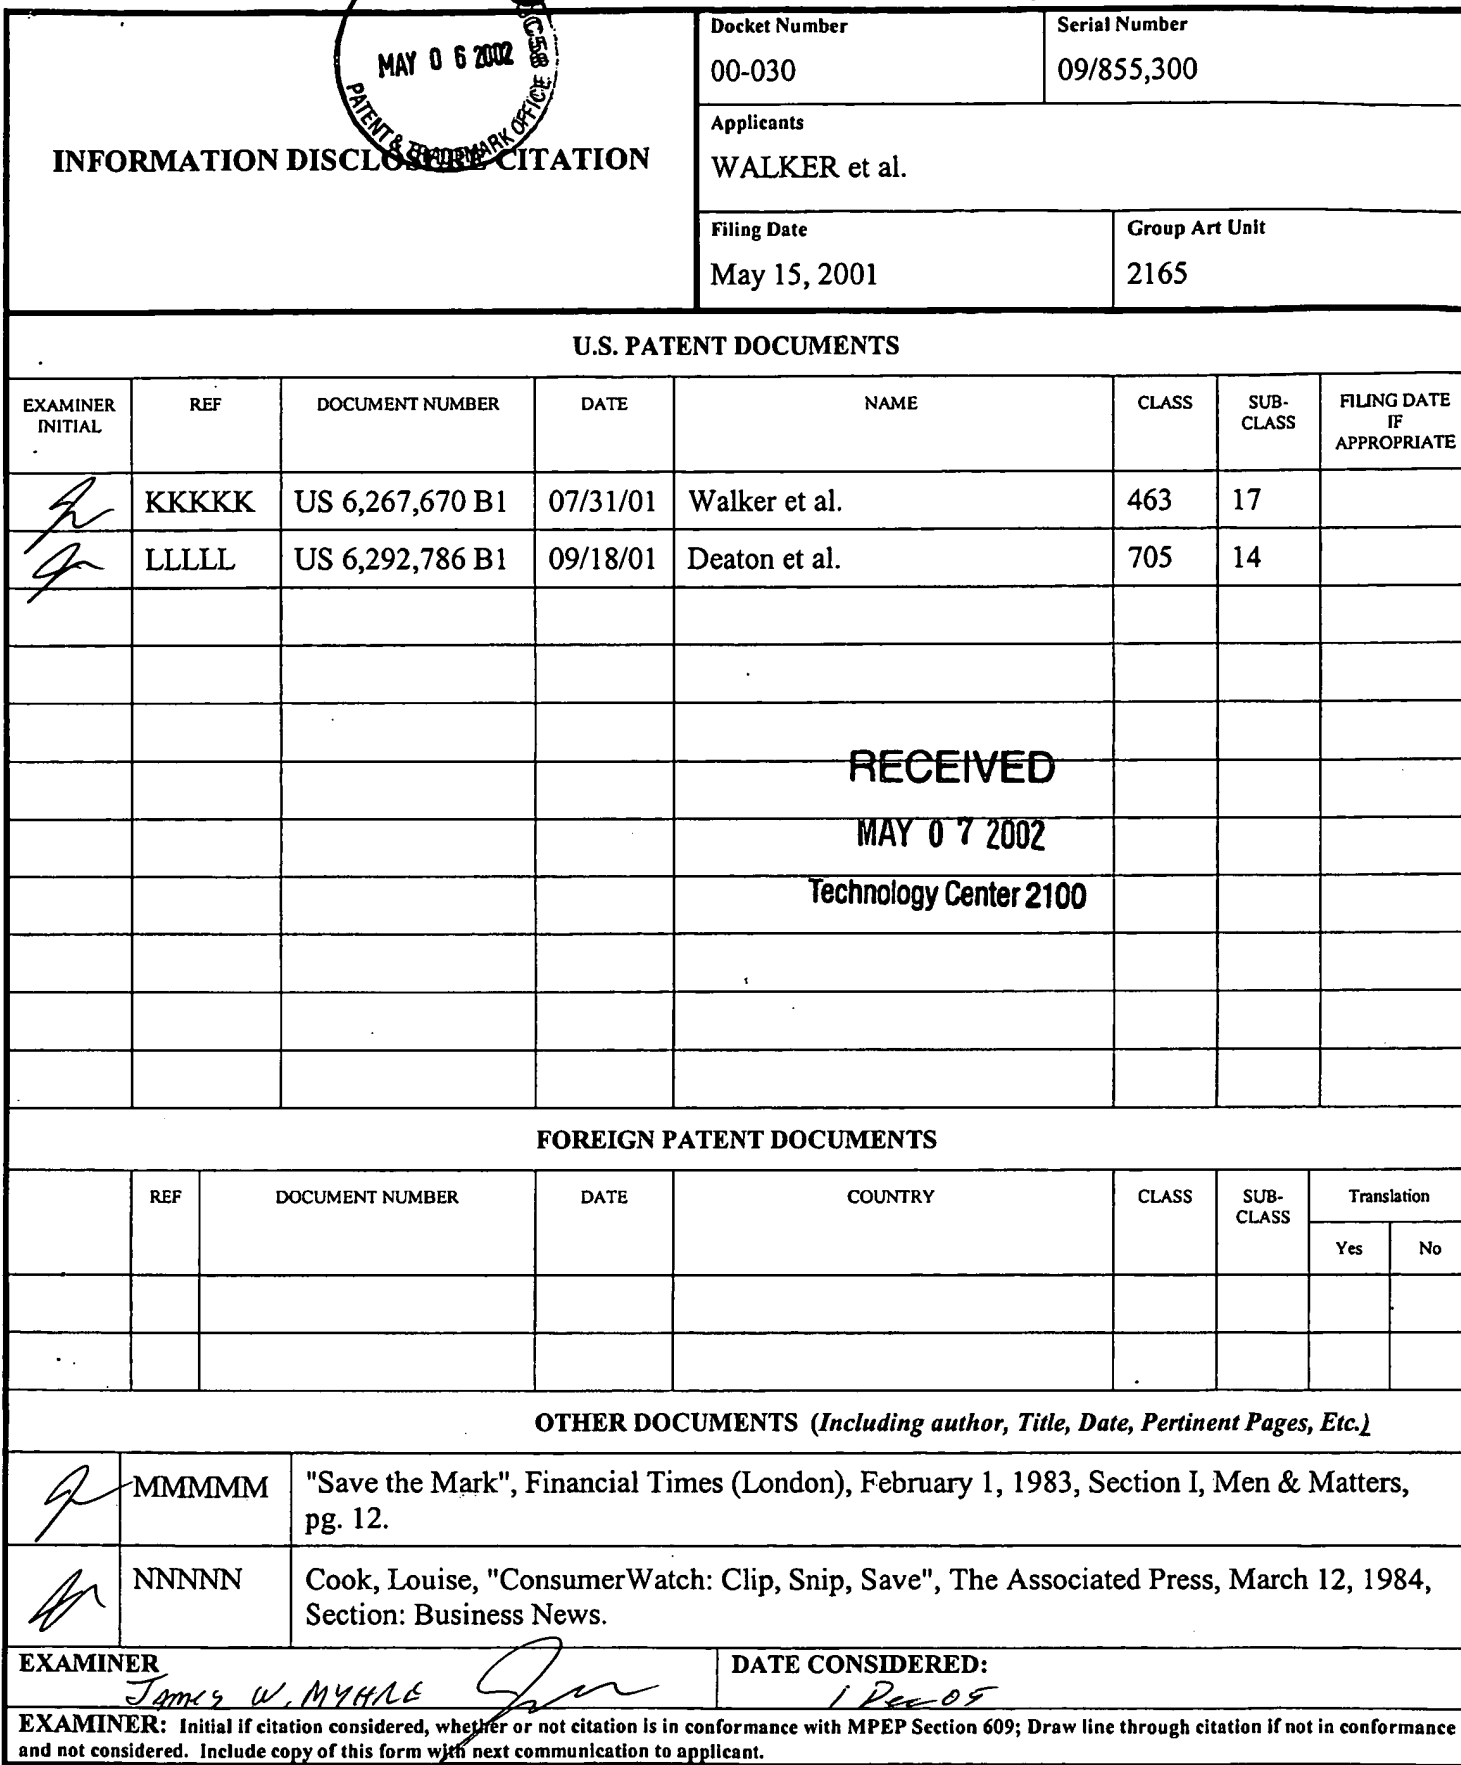 MAY 0 6 2002
PATENT & TRADEMARK OFFICE
INFORMATION DISCLOSURE CITATION
Docket Number
00-030
Serial Number
09/855,300
Applicants
WALKER et al.
Filing Date
May 15, 2001
Group Art Unit
2165
U.S. PATENT DOCUMENTS
EXAMINER INITIAL REF DOCUMENT NUMBER DATE NAME CLASS SUB-CLASS FILING DATE IF APPROPRIATE
KKKKK US 6,267,670 B1 07/31/01 Walker et al. 463 17
LLLLL US 6,292,786 B1 09/18/01 Deaton et al. 705 14
RECEIVED
MAY 0 7 2002
Technology Center 2100
FOREIGN PATENT DOCUMENTS
REF DOCUMENT NUMBER DATE COUNTRY CLASS SUB-CLASS Translation
Yes No
OTHER DOCUMENTS (Including author, Title, Date, Pertinent Pages, Etc.)
MMMMM "Save the Mark", Financial Times (London), February 1, 1983, Section I, Men & Matters,
pg. 12.
NNNNN Cook, Louise, "ConsumerWatch: Clip, Snip, Save", The Associated Press, March 12, 1984,
Section: Business News.
EXAMINER
James W. MYHRE
DATE CONSIDERED:
1 Dec 05
EXAMINER: Initial if citation considered, whether or not citation is in conformance with MPEP Section 609; Draw line through citation if not in conformance
and not considered. Include copy of this form with next communication to applicant.